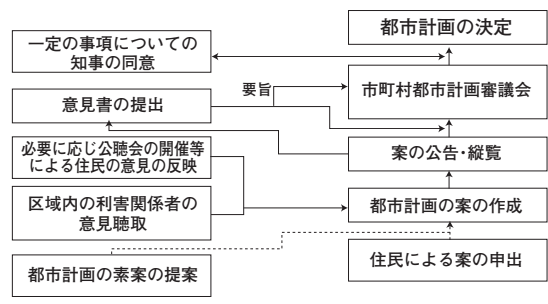 都市計画の決定
一定の事項についての
知事の同意
要旨
市町村都市計画審議会
意見書の提出
必要に応じ公聴会の開催等
による住民の意見の反映
案の公告・縦覧
区域内の利害関係者の
意見聴取
都市計画の案の作成
都市計画の素案の提案
住民による案の申出